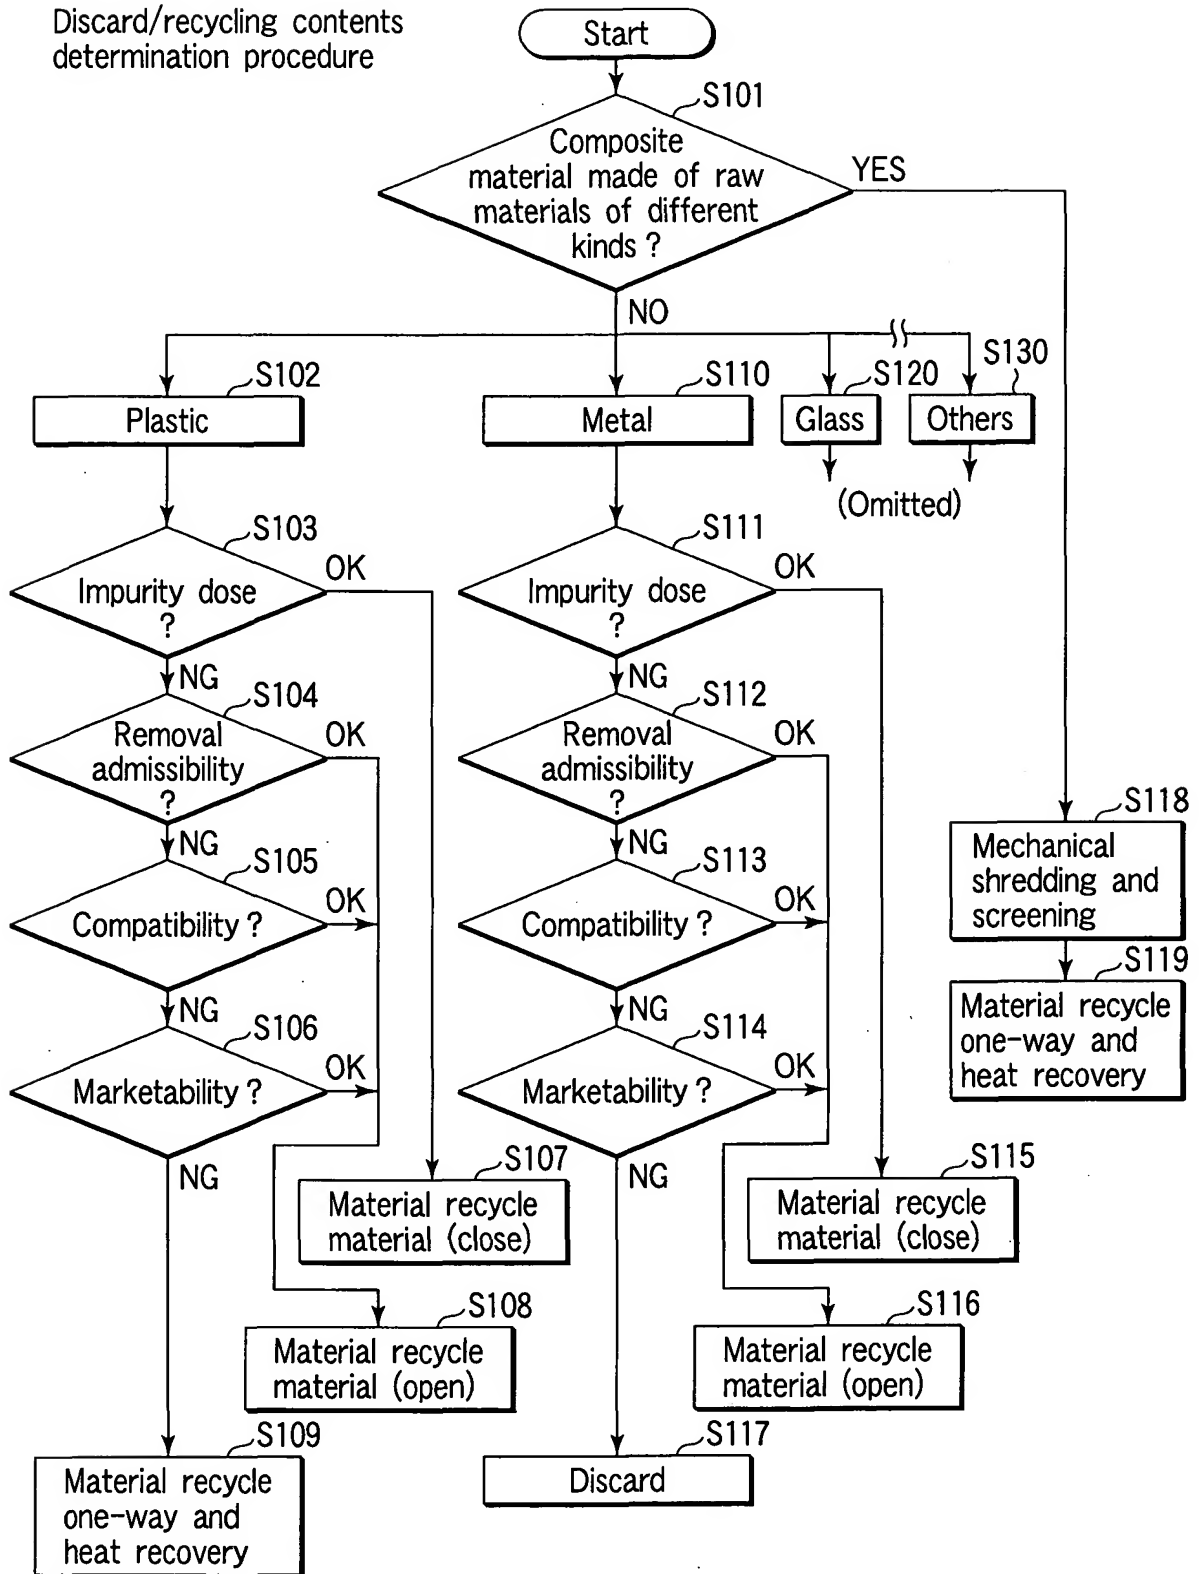 Discard/recycling contents
determination procedure
Start
S101
Composite
material made of raw
materials of different
kinds ?
YES
NO
S102
Plastic
S110
Metal
S120
Glass
S130
Others
(Omitted)
S103
Impurity dose
?
OK
NG
S111
Impurity dose
?
OK
NG
S104
Removal
admissibility
?
OK
NG
S112
Removal
admissibility
?
OK
NG
S105
Compatibility ?
OK
NG
S113
Compatibility ?
OK
NG
S106
Marketability ?
OK
NG
S114
Marketability ?
OK
NG
S118
Mechanical
shredding and
screening
S119
Material recycle
one-way and
heat recovery
S107
Material recycle
material (close)
S115
Material recycle
material (close)
S108
Material recycle
material (open)
S116
Material recycle
material (open)
S109
Material recycle
one-way and
heat recovery
S117
Discard